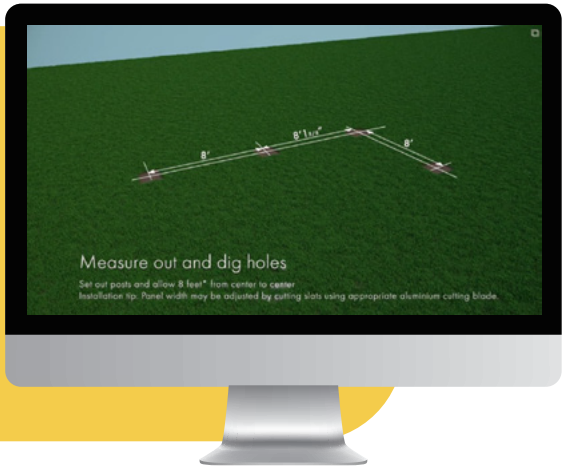 8'
8'1 1/2"
8'
Measure out and dig holes
Set out posts and allow 8 feet* from center to center
Installation tip: Panel width may be adjusted by cutting slats using appropriate aluminium cutting blade.